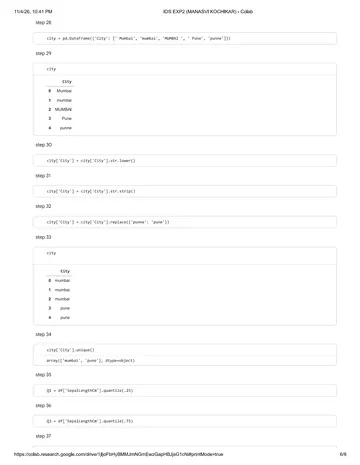 11/4/26, 10:41 PM IDS EXP2 (MANASVI KOCHIKAR) - Colab
step 28
city = pd.DataFrame({'City': [' Mumbai', 'mumbai', 'MUMBAI ', ' Pune', 'punne']})
step 29
city
City
0 Mumbai
1 mumbai
2 MUMBAI
3 Pune
4 punne
step 30
city['City'] = city['City'].str.lower()
step 31
city['City'] = city['City'].str.strip()
step 32
city['City'] = city['City'].replace({'punne': 'pune'})
step 33
city
City
0 mumbai
1 mumbai
2 mumbai
3 pune
4 pune
step 34
city['City'].unique()
array(['mumbai', 'pune'], dtype=object)
step 35
Q1 = df['SepalLengthCm'].quantile(.25)
step 36
Q3 = df['SepalLengthCm'].quantile(.75)
step 37
6/8